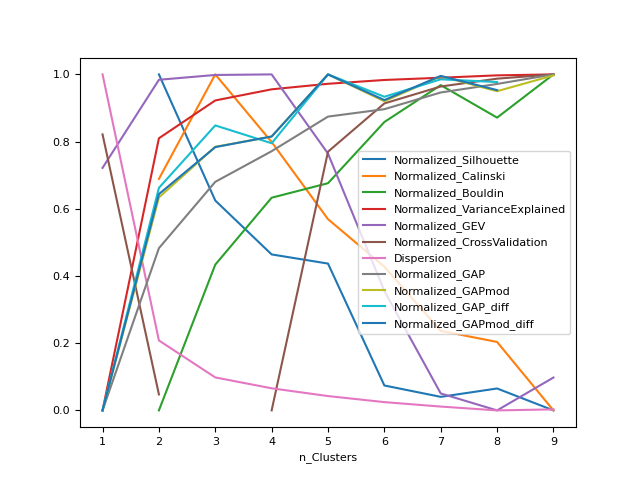 1.0
0.8
0.6
0.4
0.2
0.0
Normalized_Silhouette
Normalized_Calinski
Normalized_Bouldin
Normalized_VarianceExplained
Normalized_GEV
Normalized_CrossValidation
Dispersion
Normalized_GAP
Normalized_GAPmod
Normalized_GAP_diff
Normalized_GAPmod_diff
1 2 3 4 5 6 7 8 9
n_Clusters